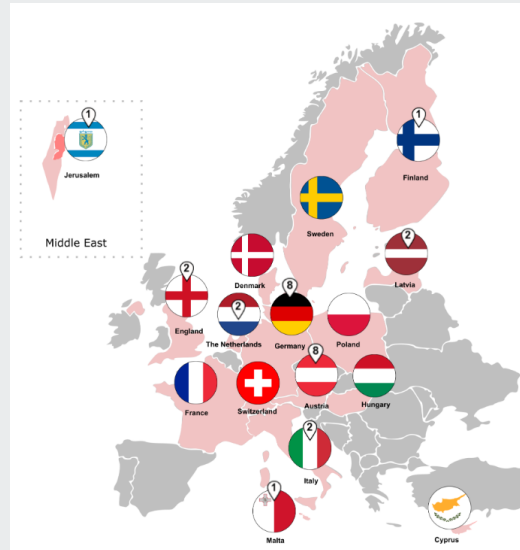 1
Jerusalem
Middle East
1
Finland
Sweden
2
Latvia
Denmark
2
England
2
The Netherlands
8
Germany
Poland
France
Switzerland
8
Austria
Hungary
2
Italy
1
Malta
Cyprus